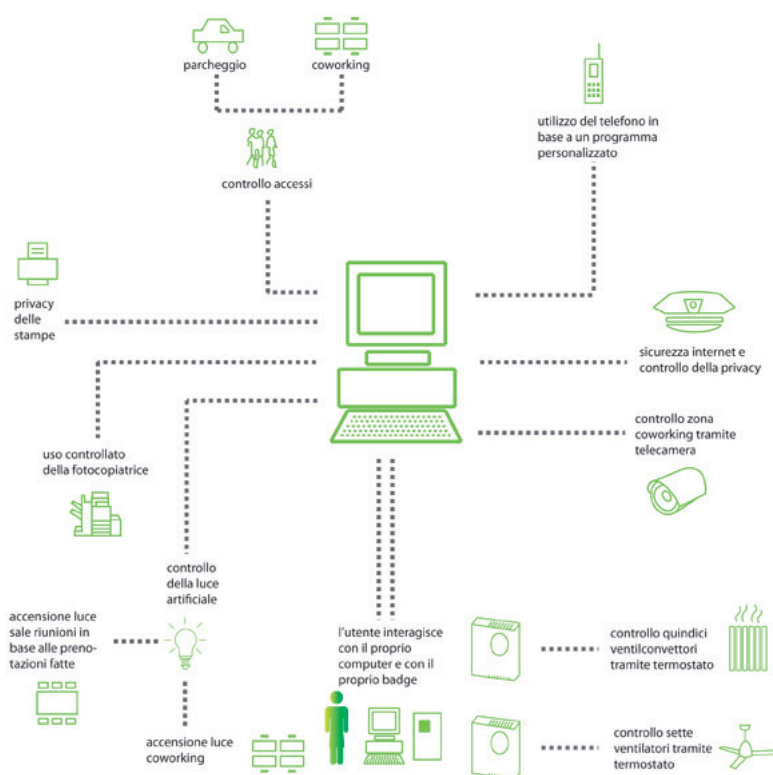 parcheggio
coworking
utilizzo del telefono in
base a un programma
personalizzato
controllo accessi
privacy
delle
stampe
sicurezza internet e
controllo della privacy
controllo zona
coworking tramite
telecamera
uso controllato
della fotocopiatrice
controllo
della luce
artificiale
accensione luce
sale riunioni in
base alle preno-
tazioni fatte
l'utente interagisce
con il proprio
computer e con il
proprio badge
controllo quindici
ventilconvettori
tramite termostato
accensione luce
coworking
controllo sette
ventilatori tramite
termostato